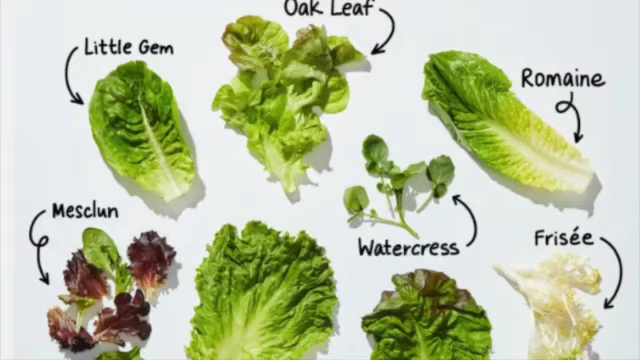 Oak Leaf
Little Gem
Romaine
Mesclun
Watercress
Frisée